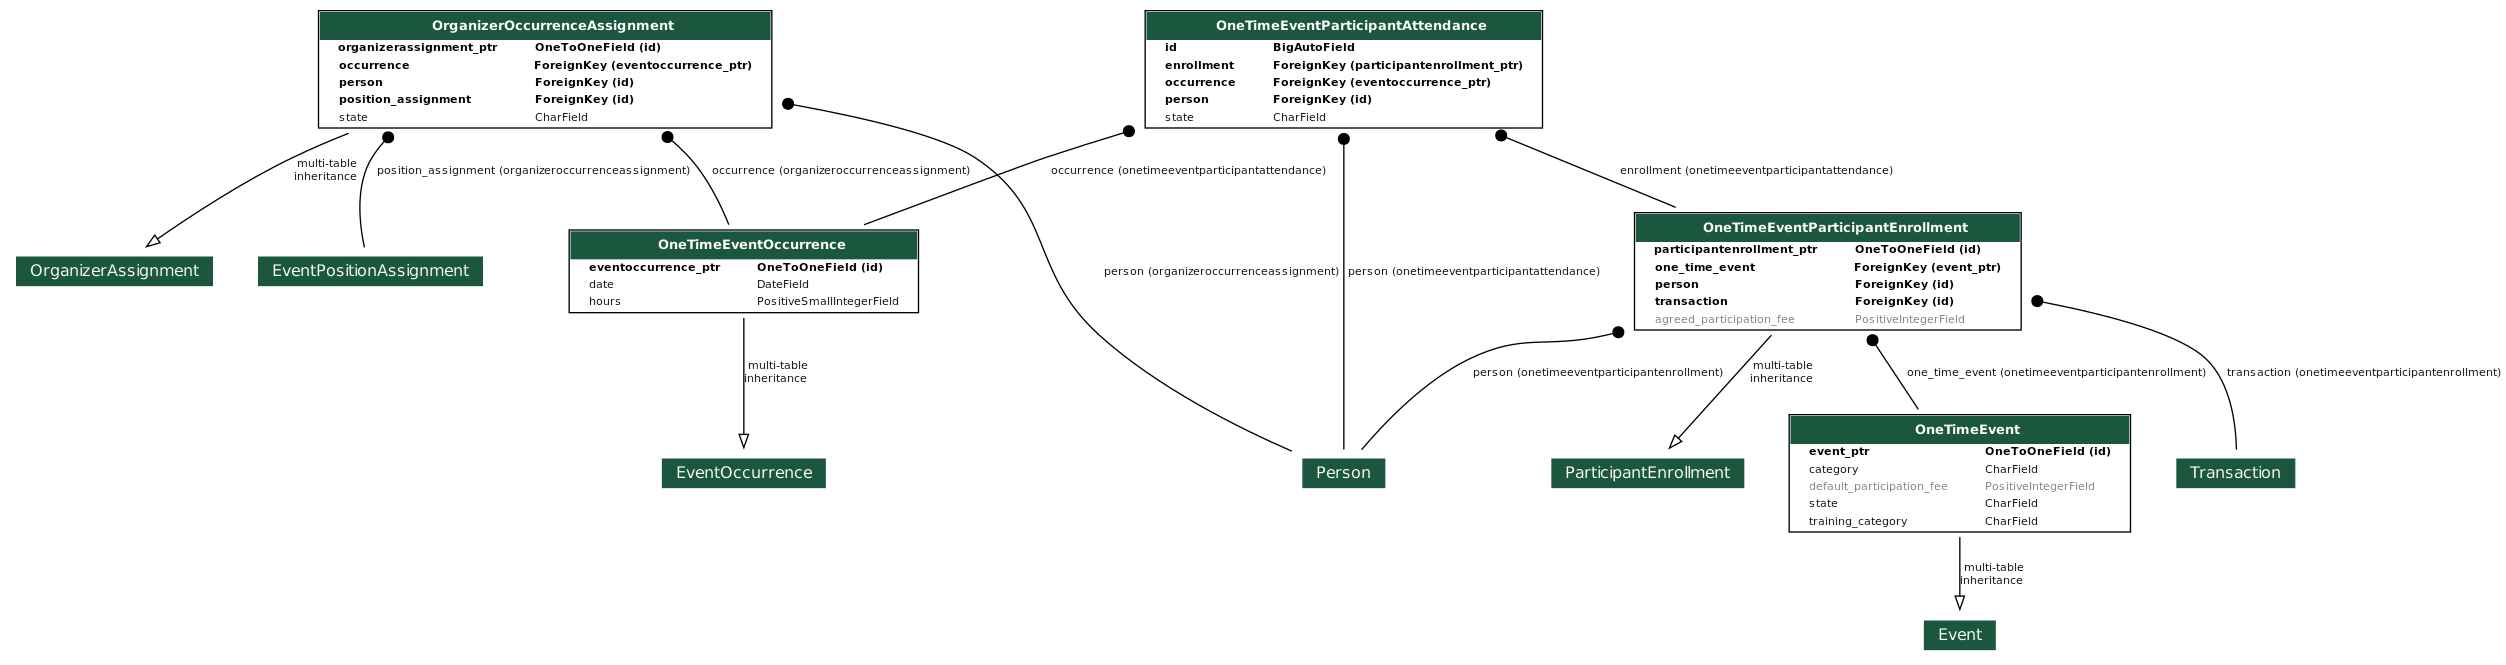 OrganizerOccurrenceAssignment
organizerassignment_ptr OneToOneField (id)
occurrence ForeignKey (eventoccurrence_ptr)
person ForeignKey (id)
position_assignment ForeignKey (id)
state CharField
OneTimeEventParticipantAttendance
id BigAutoField
enrollment ForeignKey (participantenrollment_ptr)
occurrence ForeignKey (eventoccurrence_ptr)
person ForeignKey (id)
state CharField
multi-table
inheritance
position_assignment (organizeroccurrenceassignment)
occurrence (organizeroccurrenceassignment)
occurrence (onetimeeventparticipantattendance)
enrollment (onetimeeventparticipantattendance)
OrganizerAssignment
EventPositionAssignment
OneTimeEventOccurrence
eventoccurrence_ptr OneToOneField (id)
date DateField
hours PositiveSmallIntegerField
person (organizeroccurrenceassignment)
person (onetimeeventparticipantattendance)
OneTimeEventParticipantEnrollment
participantenrollment_ptr OneToOneField (id)
one_time_event ForeignKey (event_ptr)
person ForeignKey (id)
transaction ForeignKey (id)
agreed_participation_fee PositiveIntegerField
multi-table
inheritance
person (onetimeeventparticipantenrollment)
multi-table
inheritance
one_time_event (onetimeeventparticipantenrollment)
transaction (onetimeeventparticipantenrollment)
EventOccurrence
Person
ParticipantEnrollment
OneTimeEvent
event_ptr OneToOneField (id)
category CharField
default_participation_fee PositiveIntegerField
state CharField
training_category CharField
Transaction
multi-table
inheritance
Event